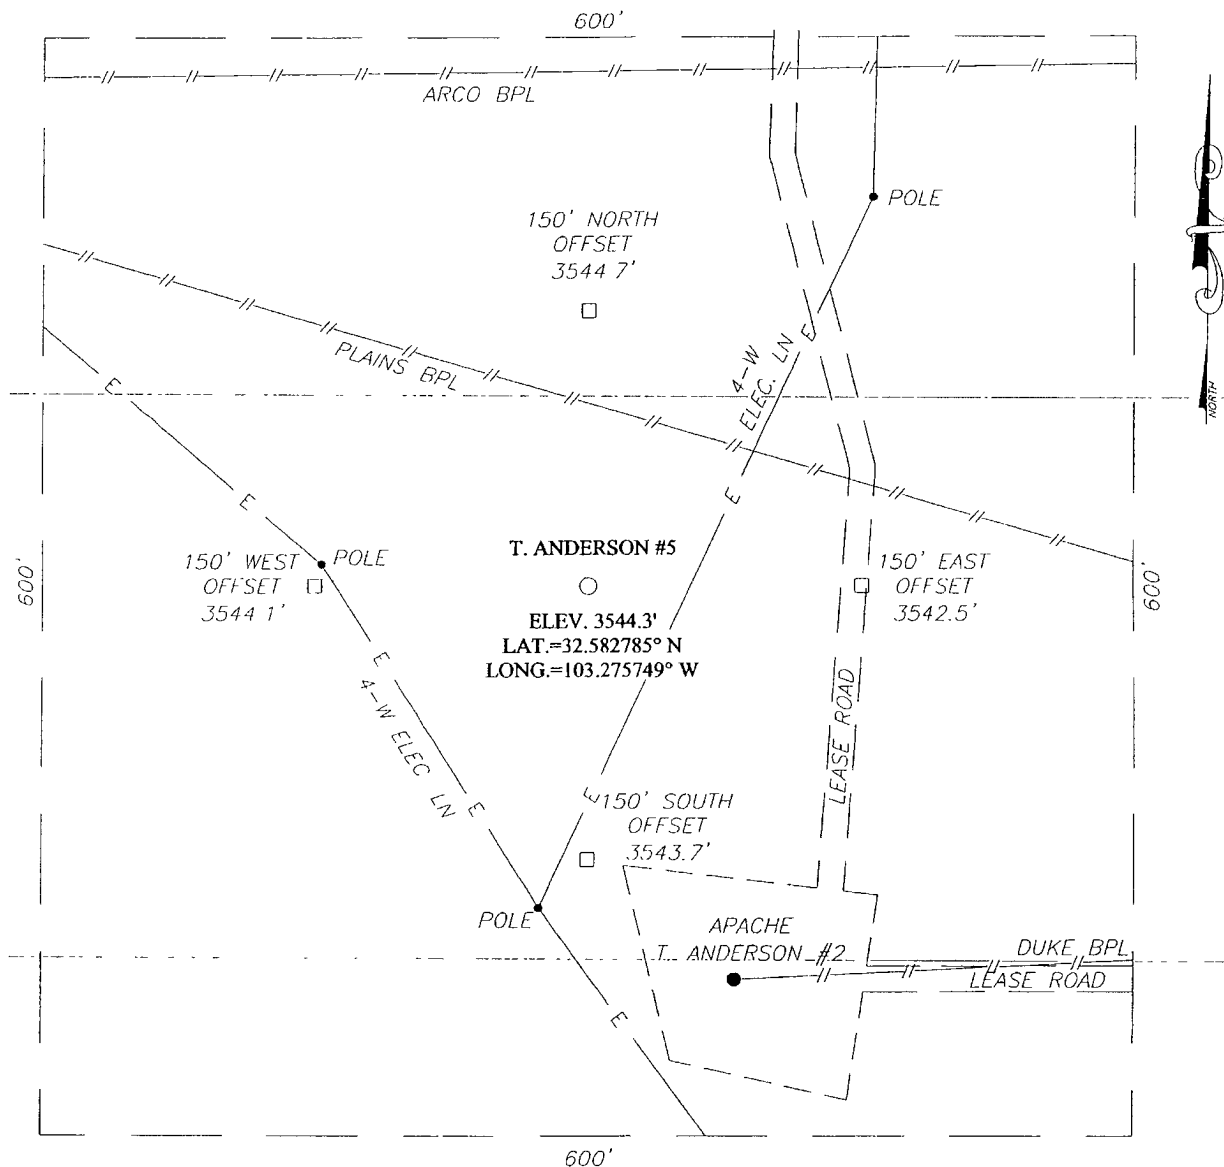 600'
ARCO BPL
POLE
150' NORTH
OFFSET
3544 7'
NORTH
PLAINS BPL
4-W
ELEC. LN
E
E
E
E
150' WEST
OFFSET
3544 1'
POLE
T. ANDERSON #5
ELEV. 3544.3'
LAT.=32.582785° N
LONG.=103.275749° W
150' EAST
OFFSET
3542.5'
600'
600'
E
4-W ELEC LN
E
E
LEASE ROAD
E
150' SOUTH
OFFSET
3543.7'
POLE
APACHE
T. ANDERSON #2
DUKE BPL
LEASE ROAD
E
600'